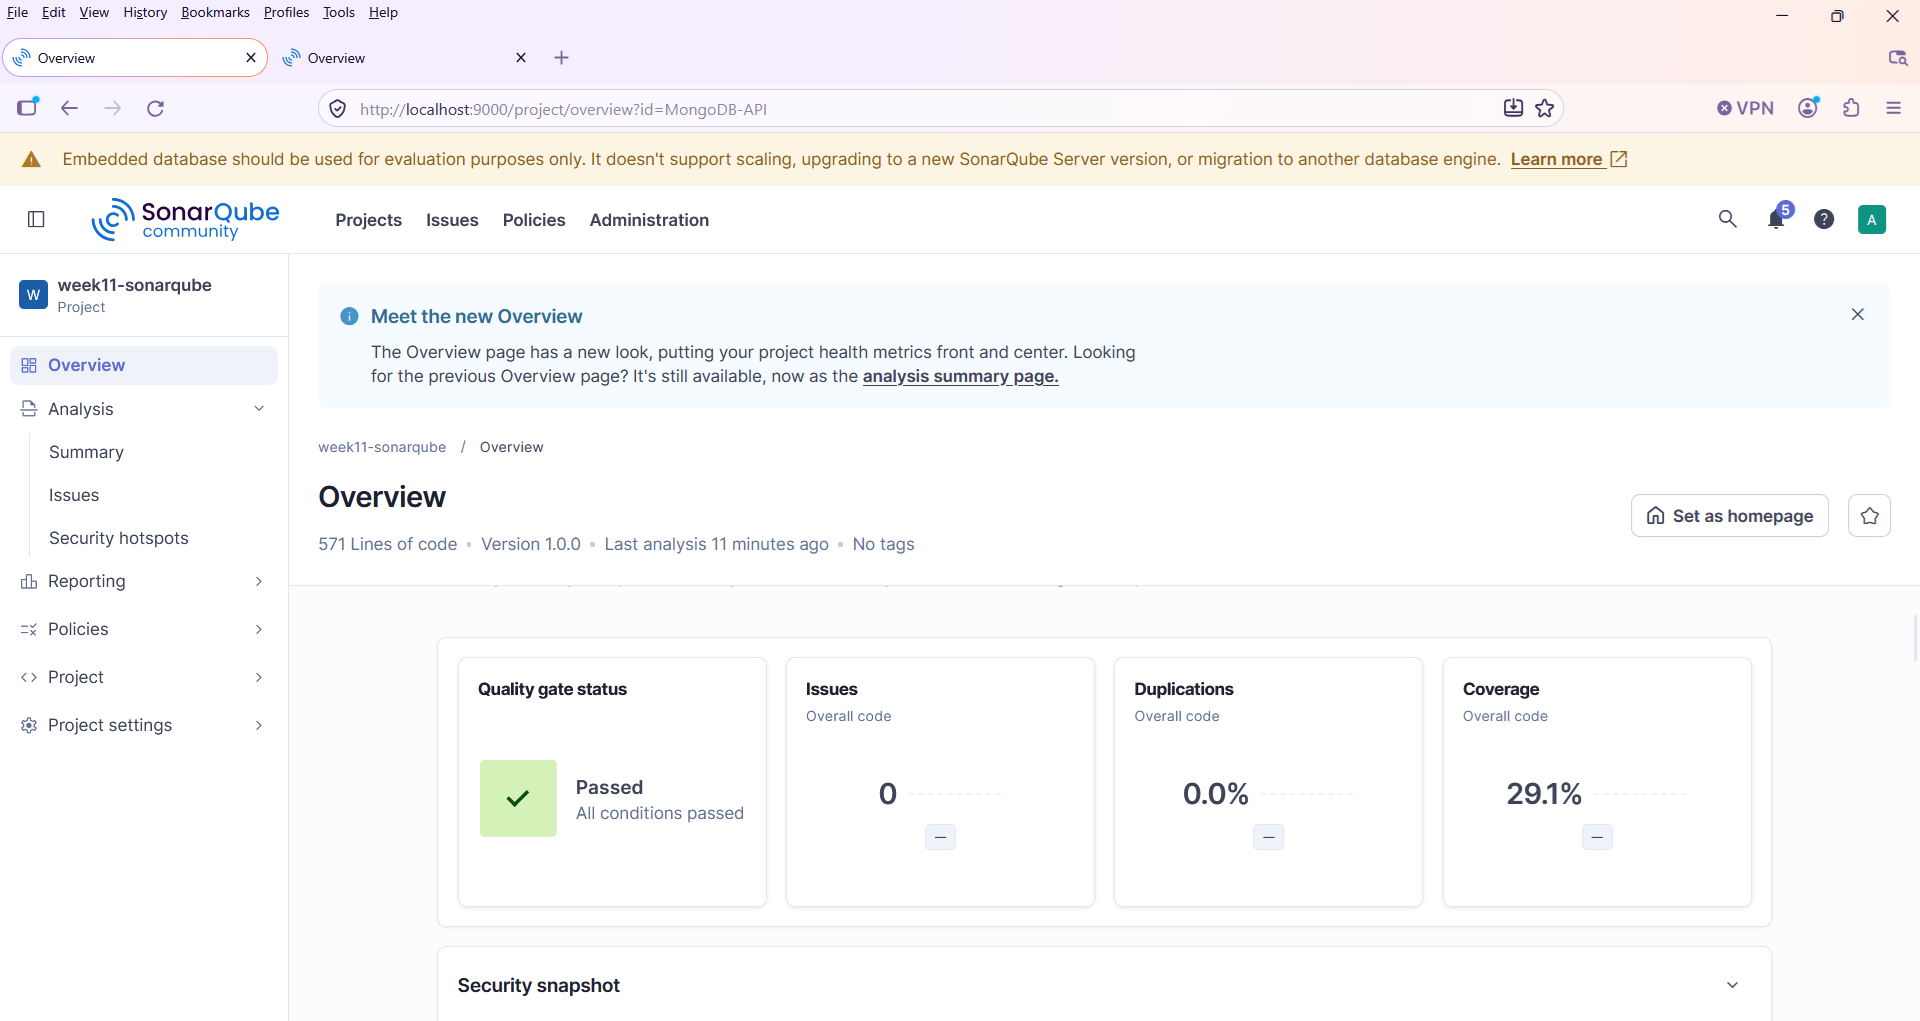 File Edit View History Bookmarks Profiles Tools Help
Overview
Overview
http://localhost:9000/project/overview?id=MongoDB-API
VPN
Embedded database should be used for evaluation purposes only. It doesn't support scaling, upgrading to a new SonarQube Server version, or migration to another database engine. Learn more
SonarQube
community
Projects Issues Policies Administration
5
A
W
week11-sonarqube
Project
Overview
Analysis
Summary
Issues
Security hotspots
Reporting
Policies
Project
Project settings
Meet the new Overview
The Overview page has a new look, putting your project health metrics front and center. Looking
for the previous Overview page? It's still available, now as the analysis summary page.
week11-sonarqube / Overview
Overview
571 Lines of code • Version 1.0.0 • Last analysis 11 minutes ago • No tags
Set as homepage
Quality gate status
Passed
All conditions passed
Issues
Overall code
0
—
Duplications
Overall code
0.0%
—
Coverage
Overall code
29.1%
—
Security snapshot